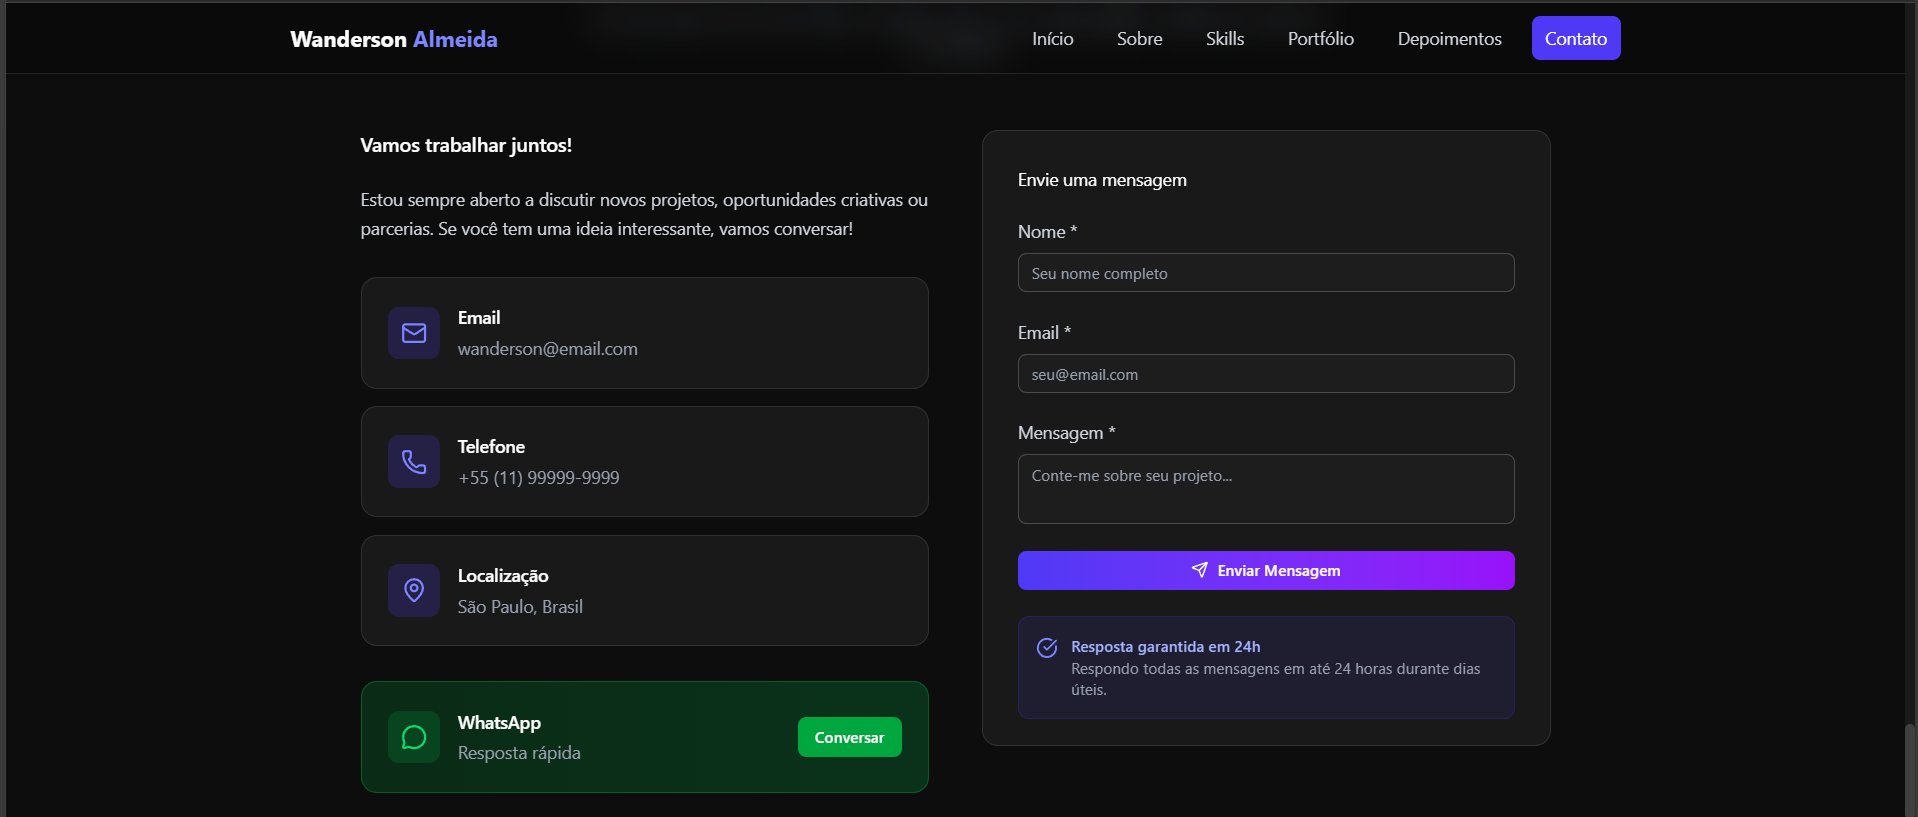 Wanderson Almeida
Início
Sobre
Skills
Portfólio
Depoimentos
Contato
Vamos trabalhar juntos!
Estou sempre aberto a discutir novos projetos, oportunidades criativas ou
parcerias. Se você tem uma ideia interessante, vamos conversar!
Email
wanderson@email.com
Telefone
+55 (11) 99999-9999
Localização
São Paulo, Brasil
WhatsApp
Resposta rápida
Conversar
Envie uma mensagem
Nome *
Seu nome completo
Email *
seu@email.com
Mensagem *
Conte-me sobre seu projeto...
Enviar Mensagem
Resposta garantida em 24h
Respondo todas as mensagens em até 24 horas durante dias
úteis.